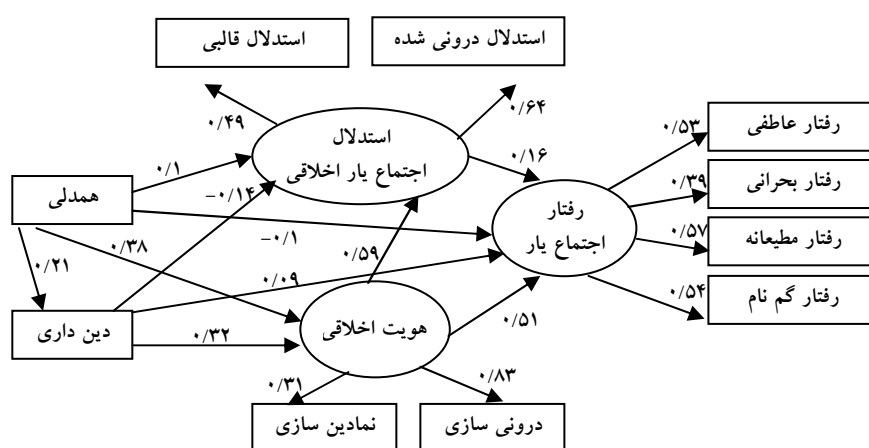 استدلال قالبی
استدلال درونی شده
۰/۴۹
۰/۶۴
استدلال
اجتماع یار اخلاقی
رفتار عاطفی
۰/۵۳
۰/۱
۰/۱۶
همدلی
-۰/۱۴
رفتار
اجتماع یار
۰/۳۹
رفتار بحرانی
۰/۳۸
-۰/۱
۰/۵۹
۰/۵۷
رفتار مطیعانه
۰/۲۱
۰/۰۹
۰/۵۴
رفتار گم نام
دین داری
۰/۳۲
هویت اخلاقی
۰/۵۱
۰/۳۱
۰/۸۳
نمادین سازی
درونی سازی